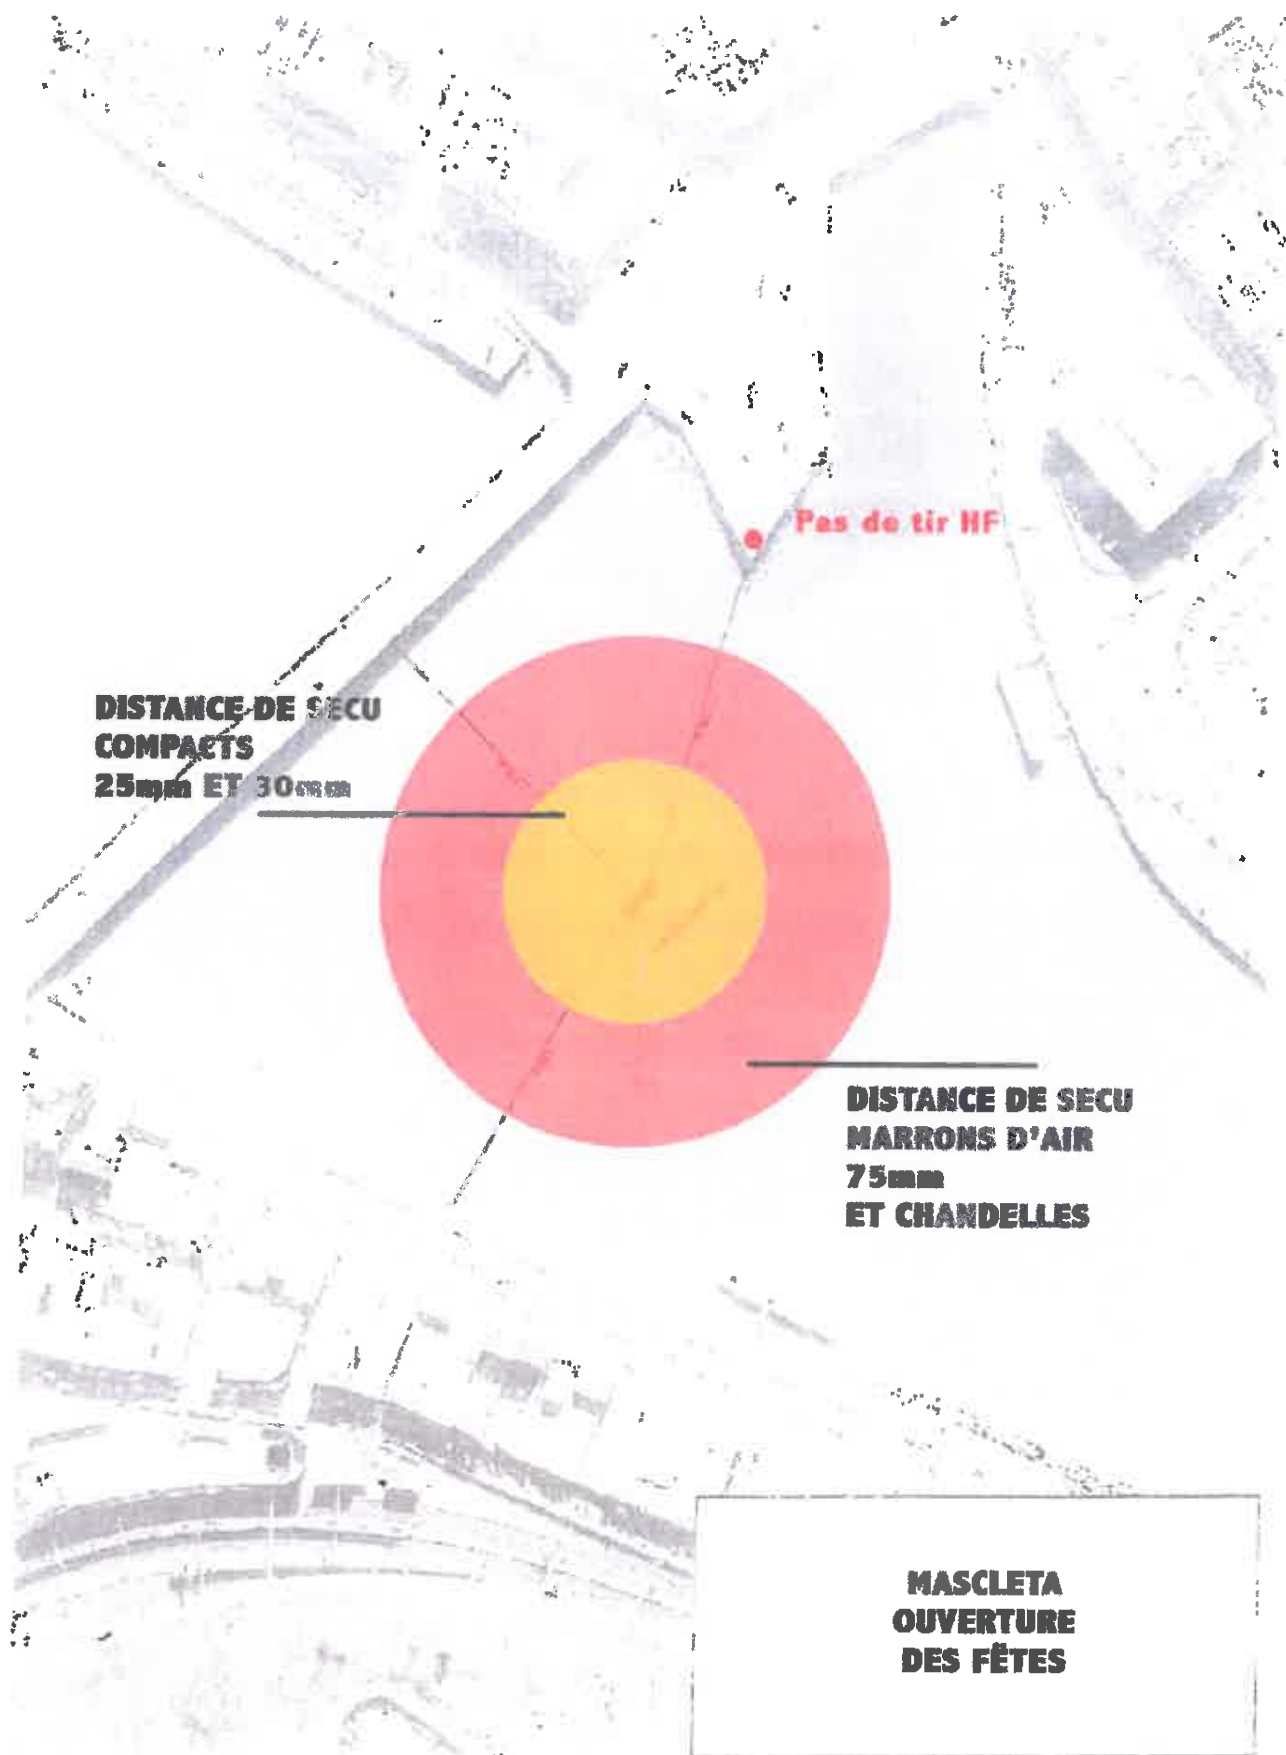 Pas de tir HF
DISTANCE DE SECU
COMPACTS
25mm ET 30mm
DISTANCE DE SECU
MARRONS D'AIR
75mm
ET CHANDELLES
MASCLETA
OUVERTURE
DES FÊTES